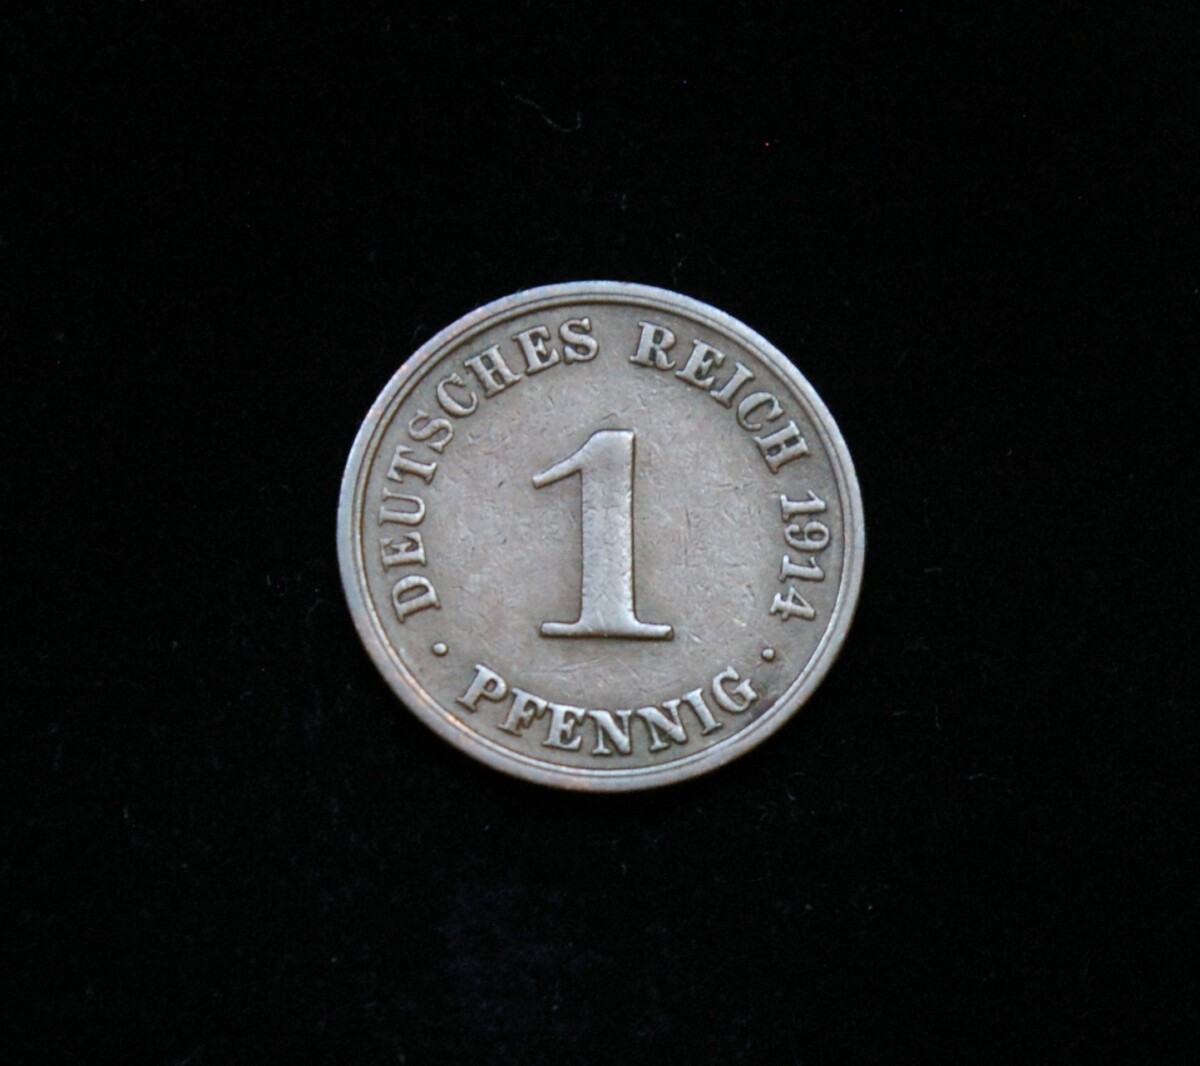 DEUTSCHES REICH 1914
1
· PFENNIG ·